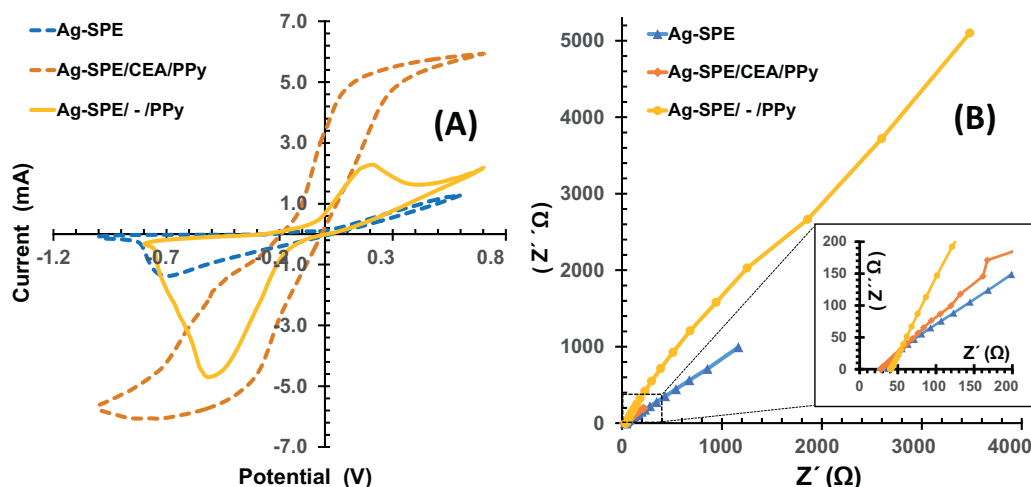 Ag-SPE
Ag-SPE/CEA/PPy
Ag-SPE/ - /PPy
(A)
7.0
5.0
3.0
1.0
-1.0
-3.0
-5.0
-7.0
-1.2
-0.7
-0.2
0.3
0.8
Current (mA)
Potential (V)
Ag-SPE
Ag-SPE/CEA/PPy
Ag-SPE/ - /PPy
(B)
5000
4000
3000
2000
1000
0
0
1000
2000
3000
4000
(Z´´Ω)
Z´ (Ω)
200
150
100
50
0
0
50
100
150
200
(Z´´Ω)
Z´ (Ω)